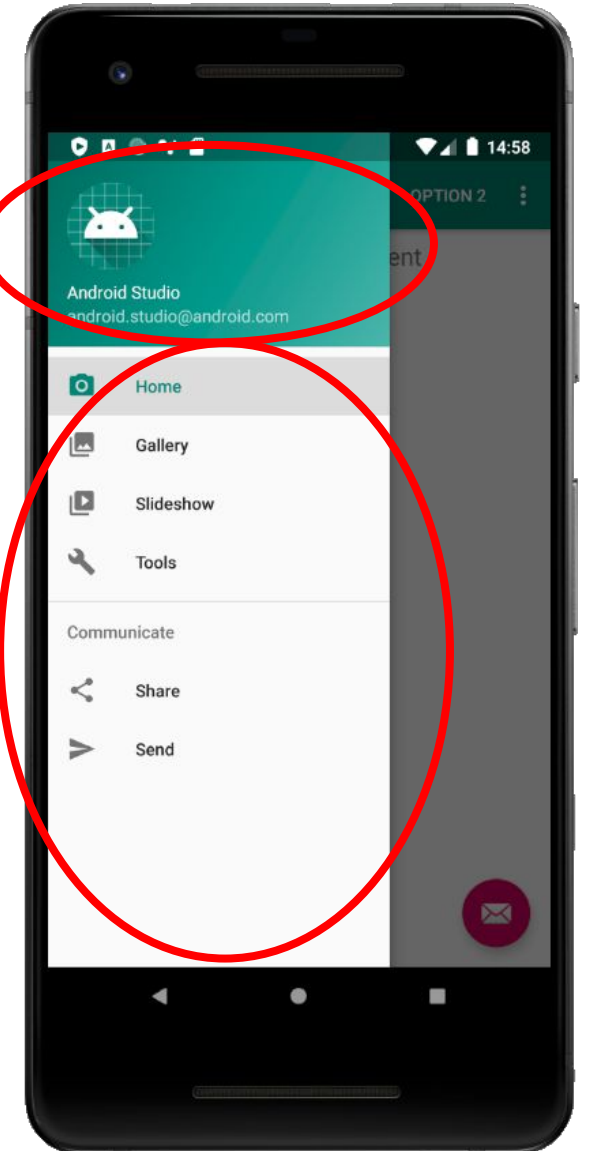 14:58
OPTION 2
ent
Android Studio
android.studio@android.com
Home
Gallery
Slideshow
Tools
Communicate
Share
Send